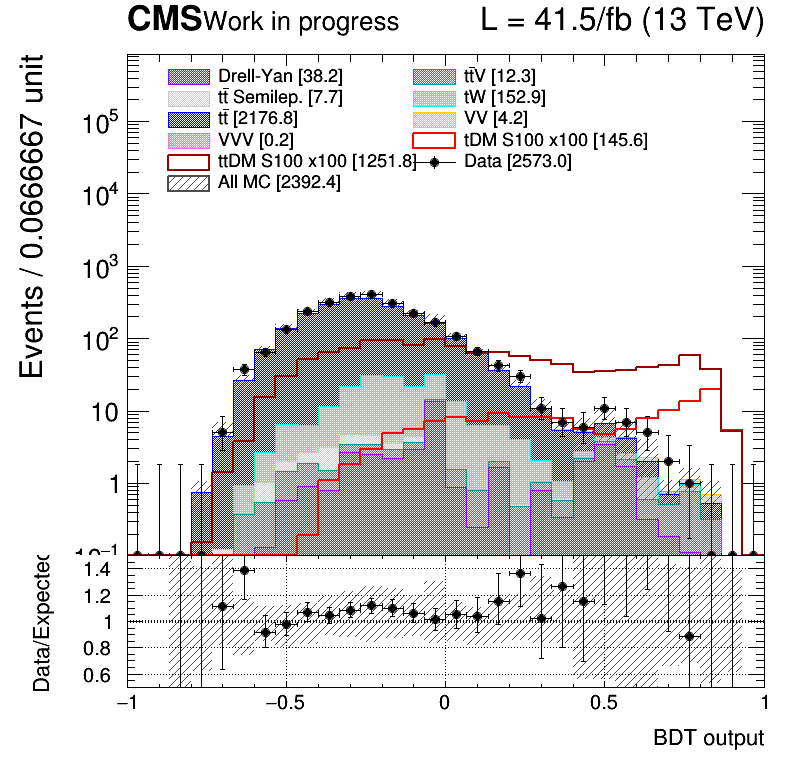 CMS Work in progress L = 41.5/fb (13 TeV)
Events / 0.0666667 unit
Drell-Yan [38.2] tt̄V [12.3]
tt̄ Semilep. [7.7] tW [152.9]
tt̄ [2176.8] VV [4.2]
VVV [0.2] tDM S100 x100 [145.6]
ttDM S100 x100 [1251.8] Data [2573.0]
All MC [2392.4]
10⁵
10⁴
10³
10²
10
1
10⁻¹
Data/Expected
1.4
1.2
1
0.8
0.6
−1 −0.5 0 0.5 1
BDT output